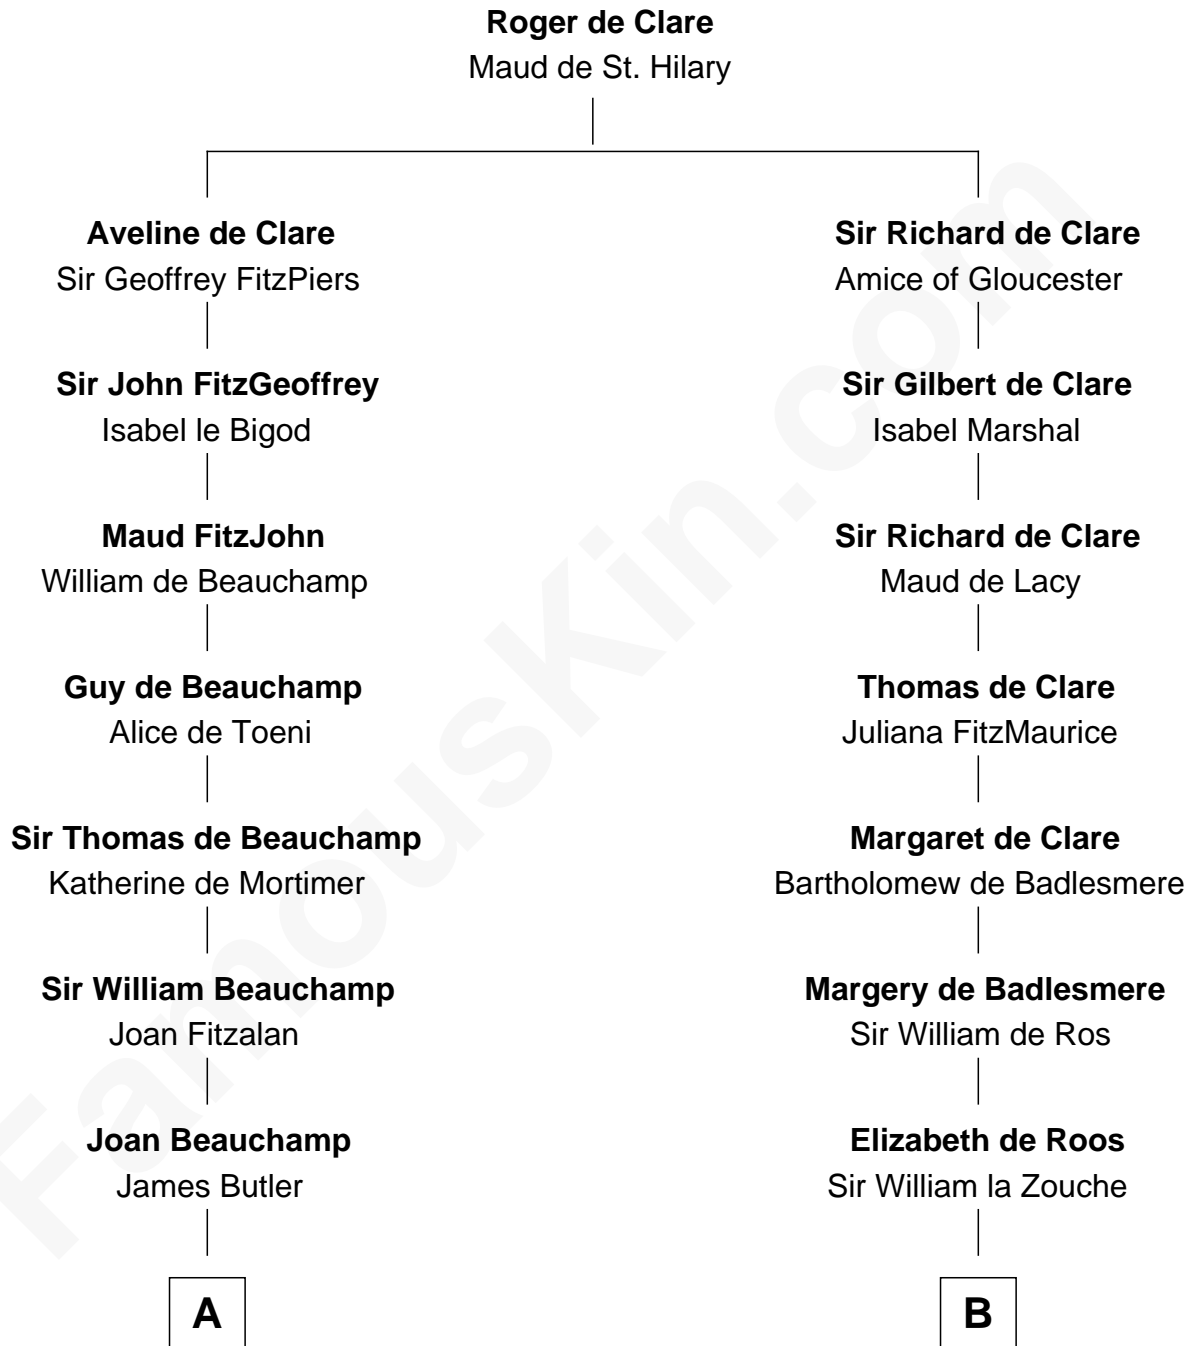 Roger de Clare
Maud de St. Hilary
Aveline de Clare
Sir Geoffrey FitzPiers
Sir Richard de Clare
Amice of Gloucester
Sir John FitzGeoffrey
Isabel le Bigod
Sir Gilbert de Clare
Isabel Marshal
Maud FitzJohn
William de Beauchamp
Sir Richard de Clare
Maud de Lacy
Guy de Beauchamp
Alice de Toeni
Thomas de Clare
Juliana FitzMaurice
Sir Thomas de Beauchamp
Katherine de Mortimer
Margaret de Clare
Bartholomew de Badlesmere
Sir William Beauchamp
Joan Fitzalan
Margery de Badlesmere
Sir William de Ros
Joan Beauchamp
James Butler
Elizabeth de Roos
Sir William la Zouche
A
B
FamousKin.com